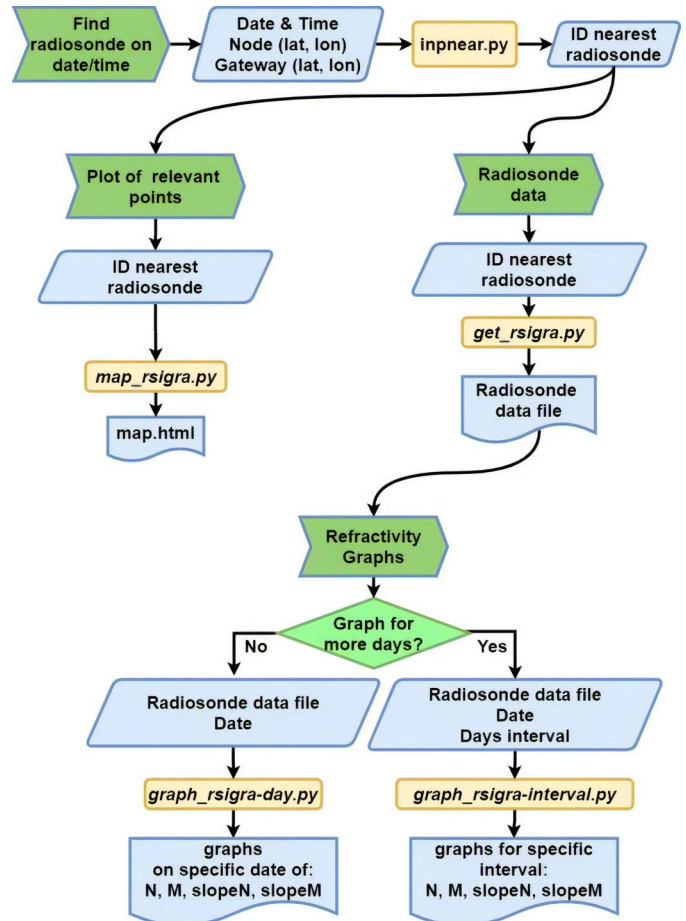 Find
radiosonde on
date/time
Date & Time
Node (lat, lon)
Gateway (lat, lon)
inpnear.py
ID nearest
radiosonde
Plot of relevant
points
ID nearest
radiosonde
map_rsigra.py
map.html
Radiosonde
data
ID nearest
radiosonde
get_rsigra.py
Radiosonde
data file
Refractivity
Graphs
Graph for
more days?
No
Yes
Radiosonde data file
Date
graph_rsigra-day.py
graphs
on specific date of:
N, M, slopeN, slopeM
Radiosonde data file
Date
Days interval
graph_rsigra-interval.py
graphs for specific
interval:
N, M, slopeN, slopeM